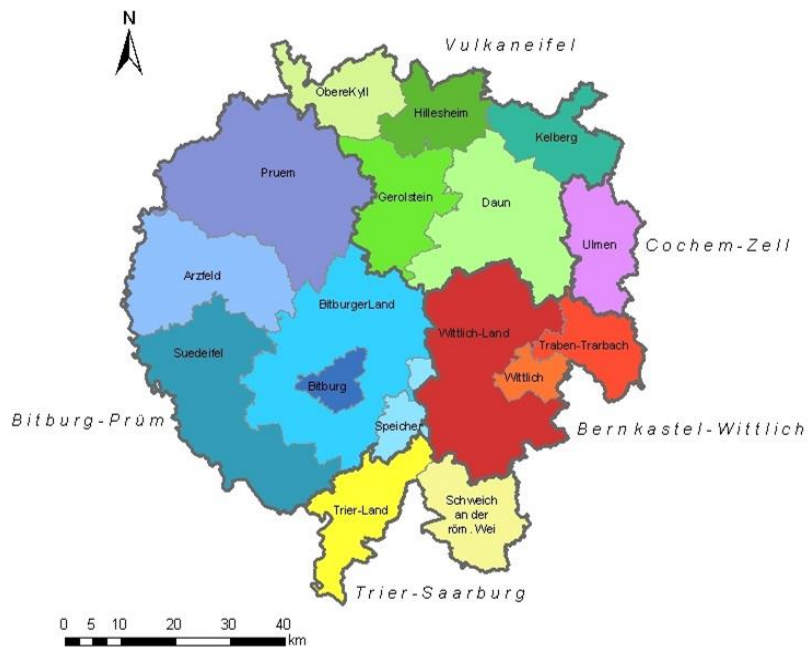 N
Vulkaneifel
ObereKyll
Hillesheim
Kelberg
Pruem
Gerolstein
Daun
Ulmen
Cochem-Zell
Arzfeld
BitburgerLand
Wittlich-Land
Traben-Trarbach
Suedeifel
Wittlich
Bitburg
Bitburg-Prüm
Speicher
Bernkastel-Wittlich
Schweich
an der
röm. Wei
Trier-Land
Trier-Saarburg
0 5 10 20 30 40
km